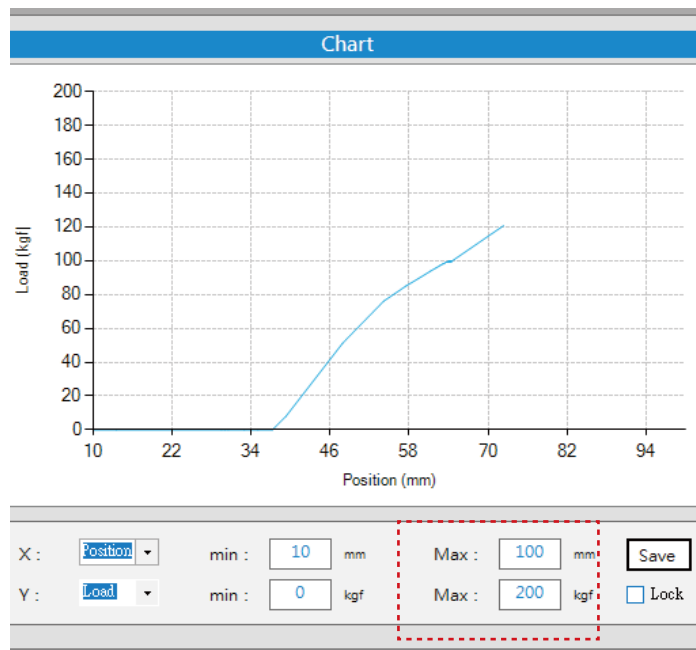 Chart
200
180
160
140
120
100
80
60
40
20
0
Load (kgf)
10 22 34 46 58 70 82 94
Position (mm)
X : Position min : 10 mm Max : 100 mm Save
Y : Load min : 0 kgf Max : 200 kgf Lock